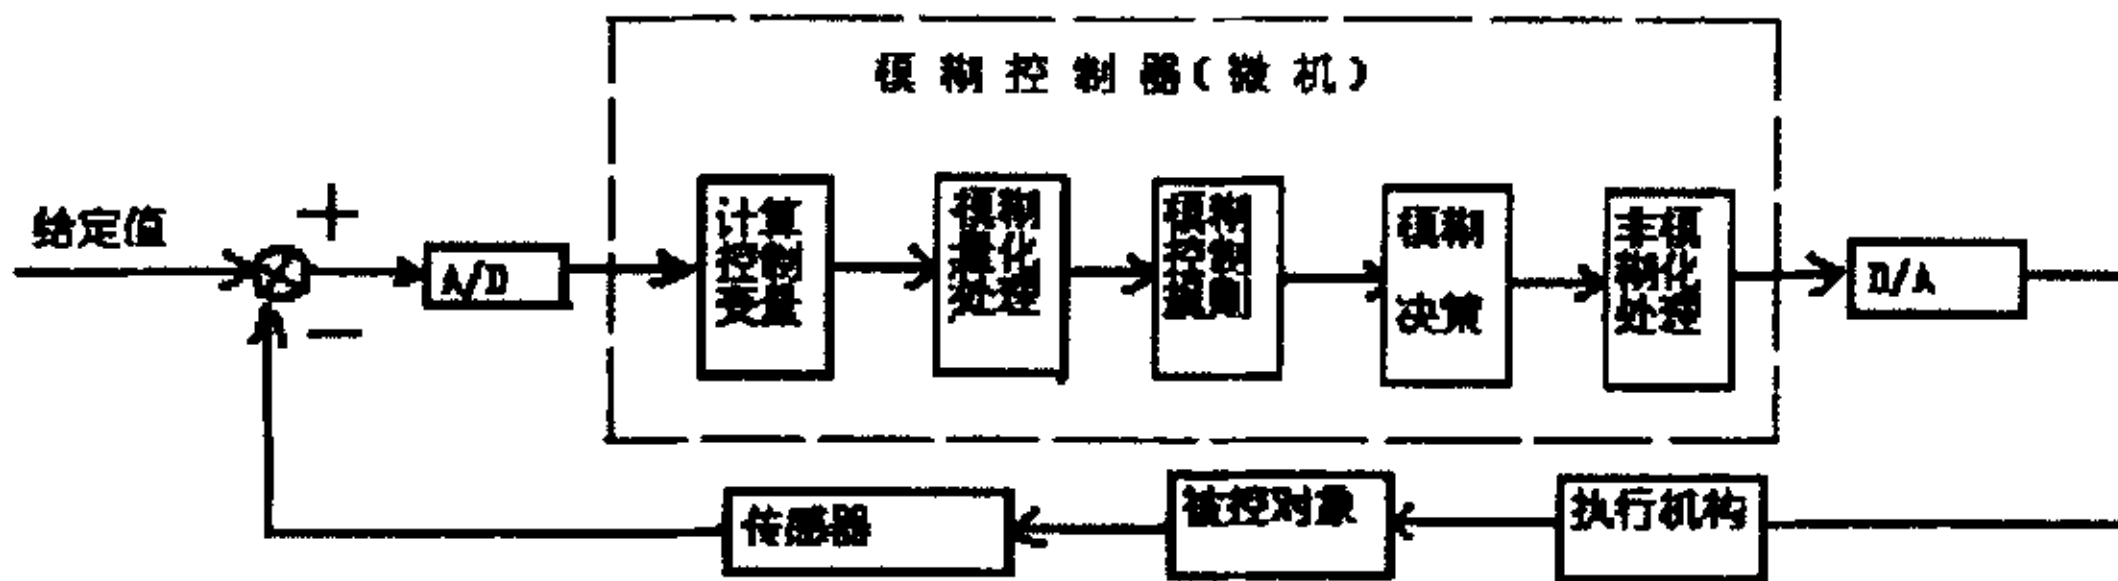 模糊控制器(微机)
给定值
+
A/D
计算
控制
变量
模糊
量化
处理
模糊
控制
规则
模糊
决策
非模
糊化
处理
D/A
—
传感器
被控对象
执行机构